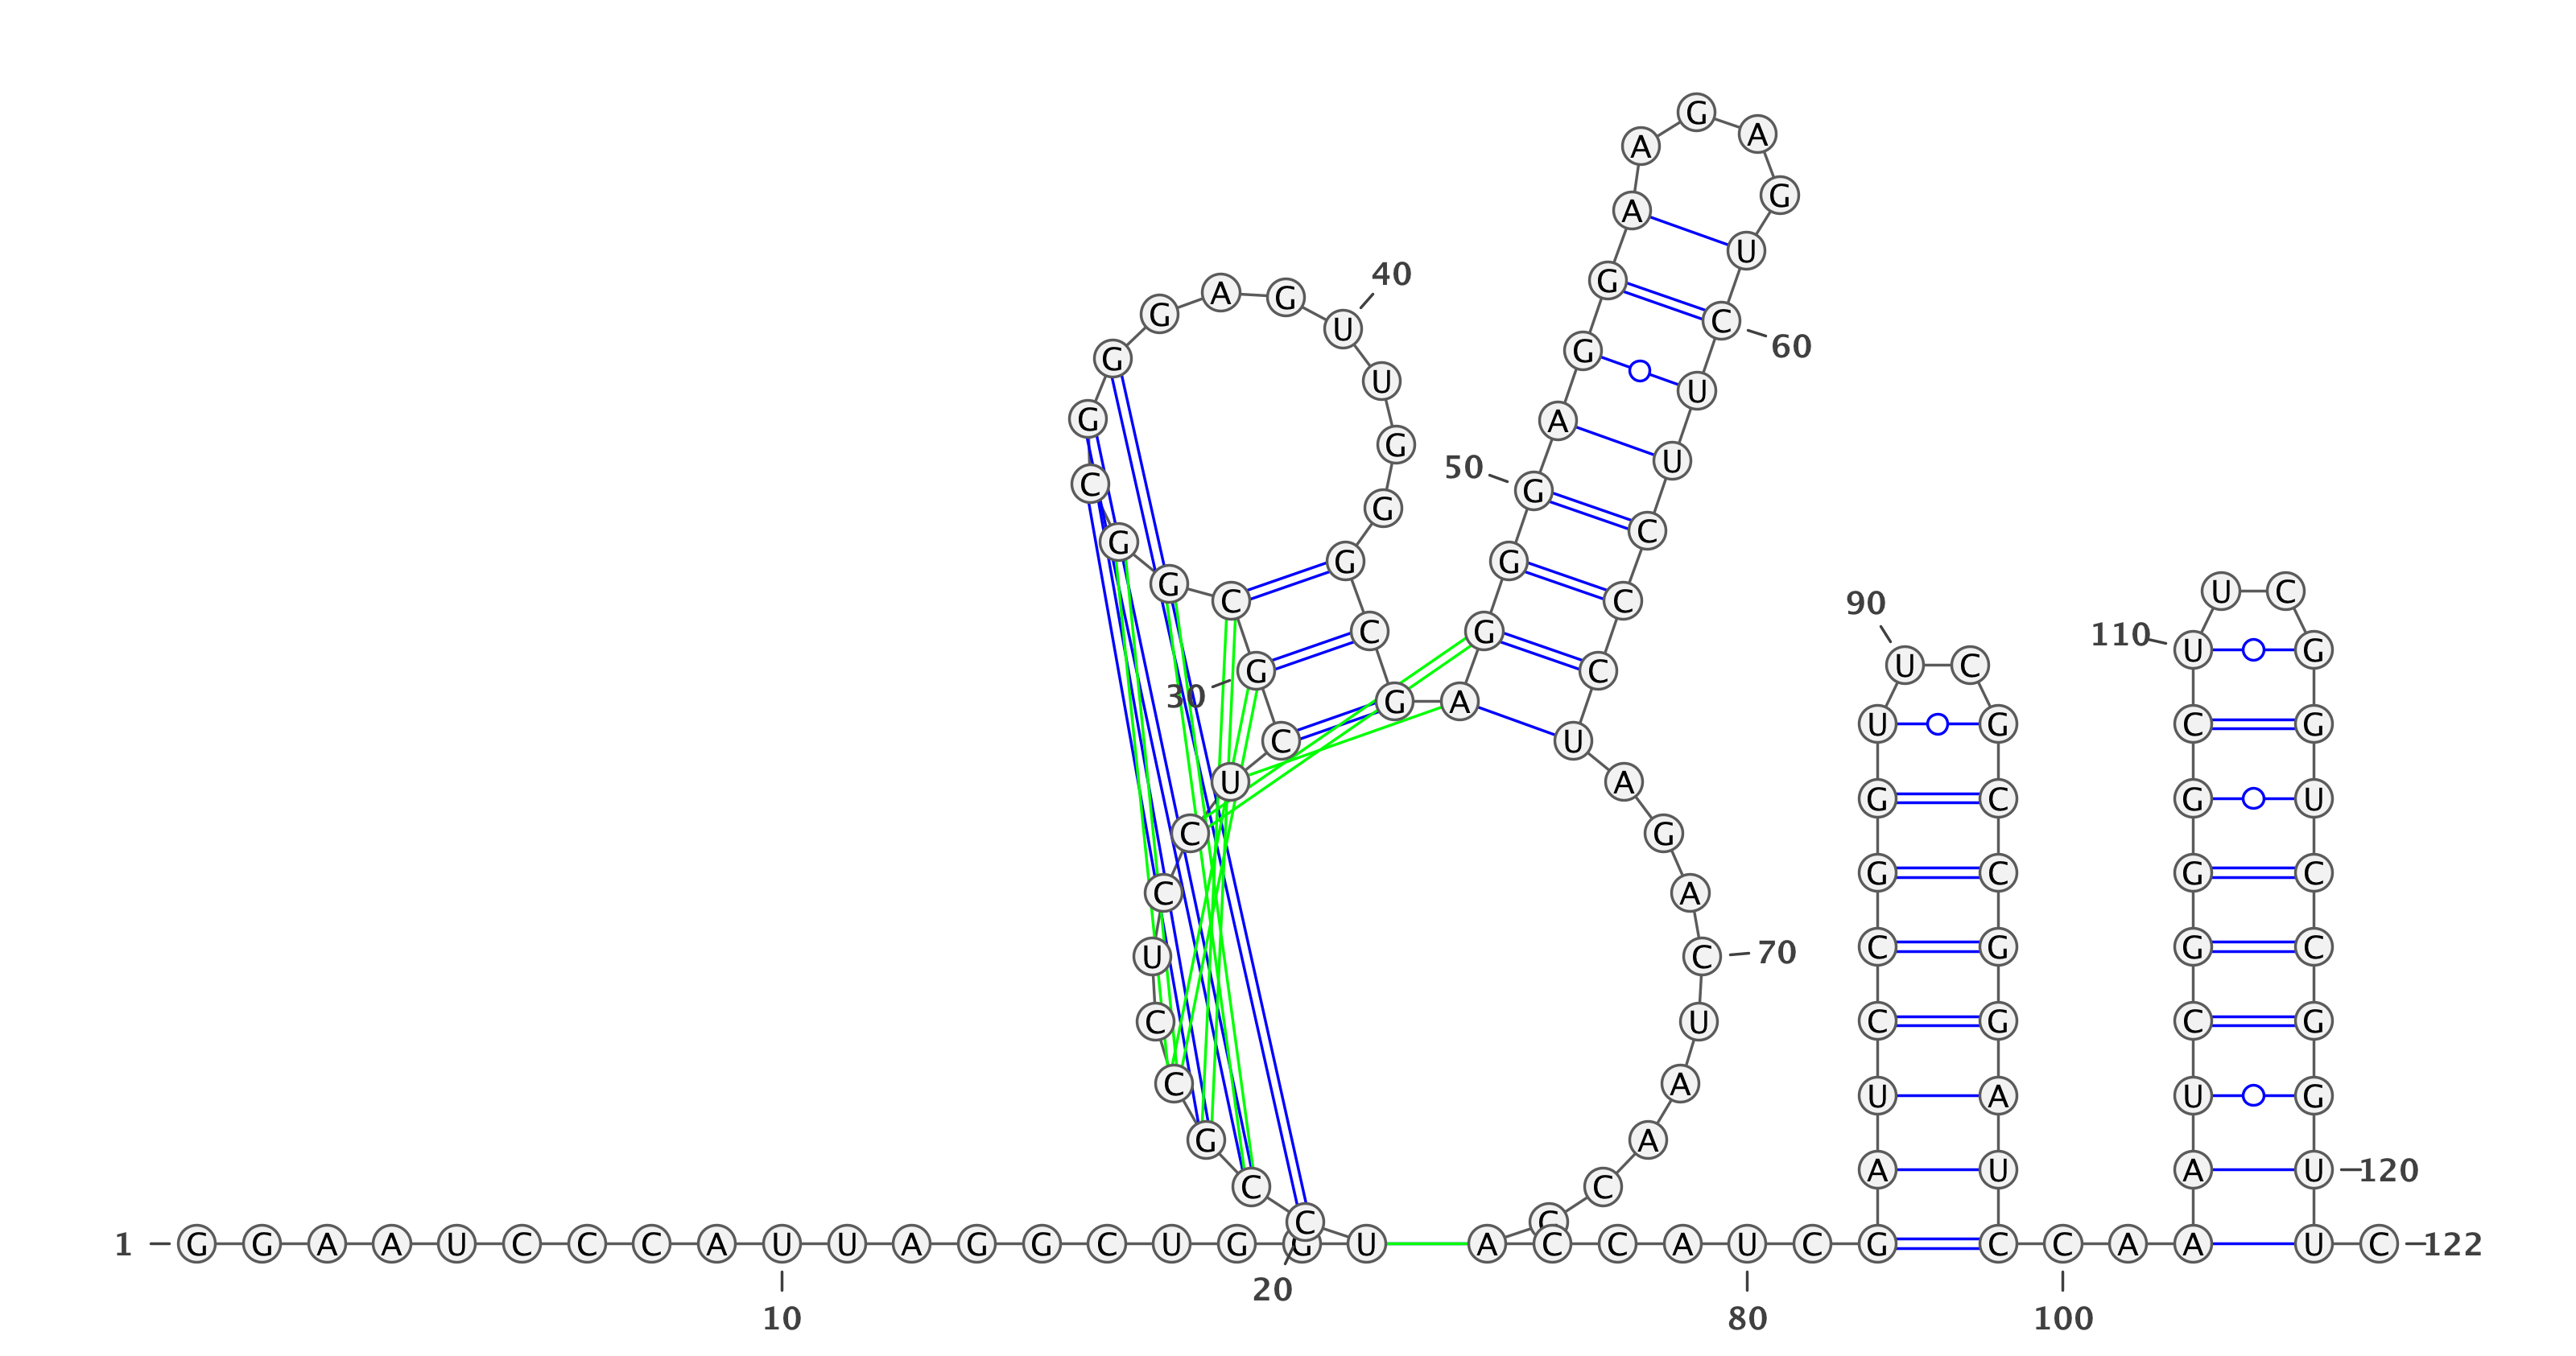 1 G G A A U C C C A U U A G G C U G G U
10
C C G C C U C C U
20
C G C
30
G G C G G G A G U U G G
40
G C G
A G G G A G G A
50
A G A G
U C U U C C C U
60
A G A C U A A C C
70
A C C A U C
80
G A U C C G G U
U C
90
G C C G G A U C
C A
100
A A U C G G G C U
110
U C
G G U C C G G U U
120
C 122